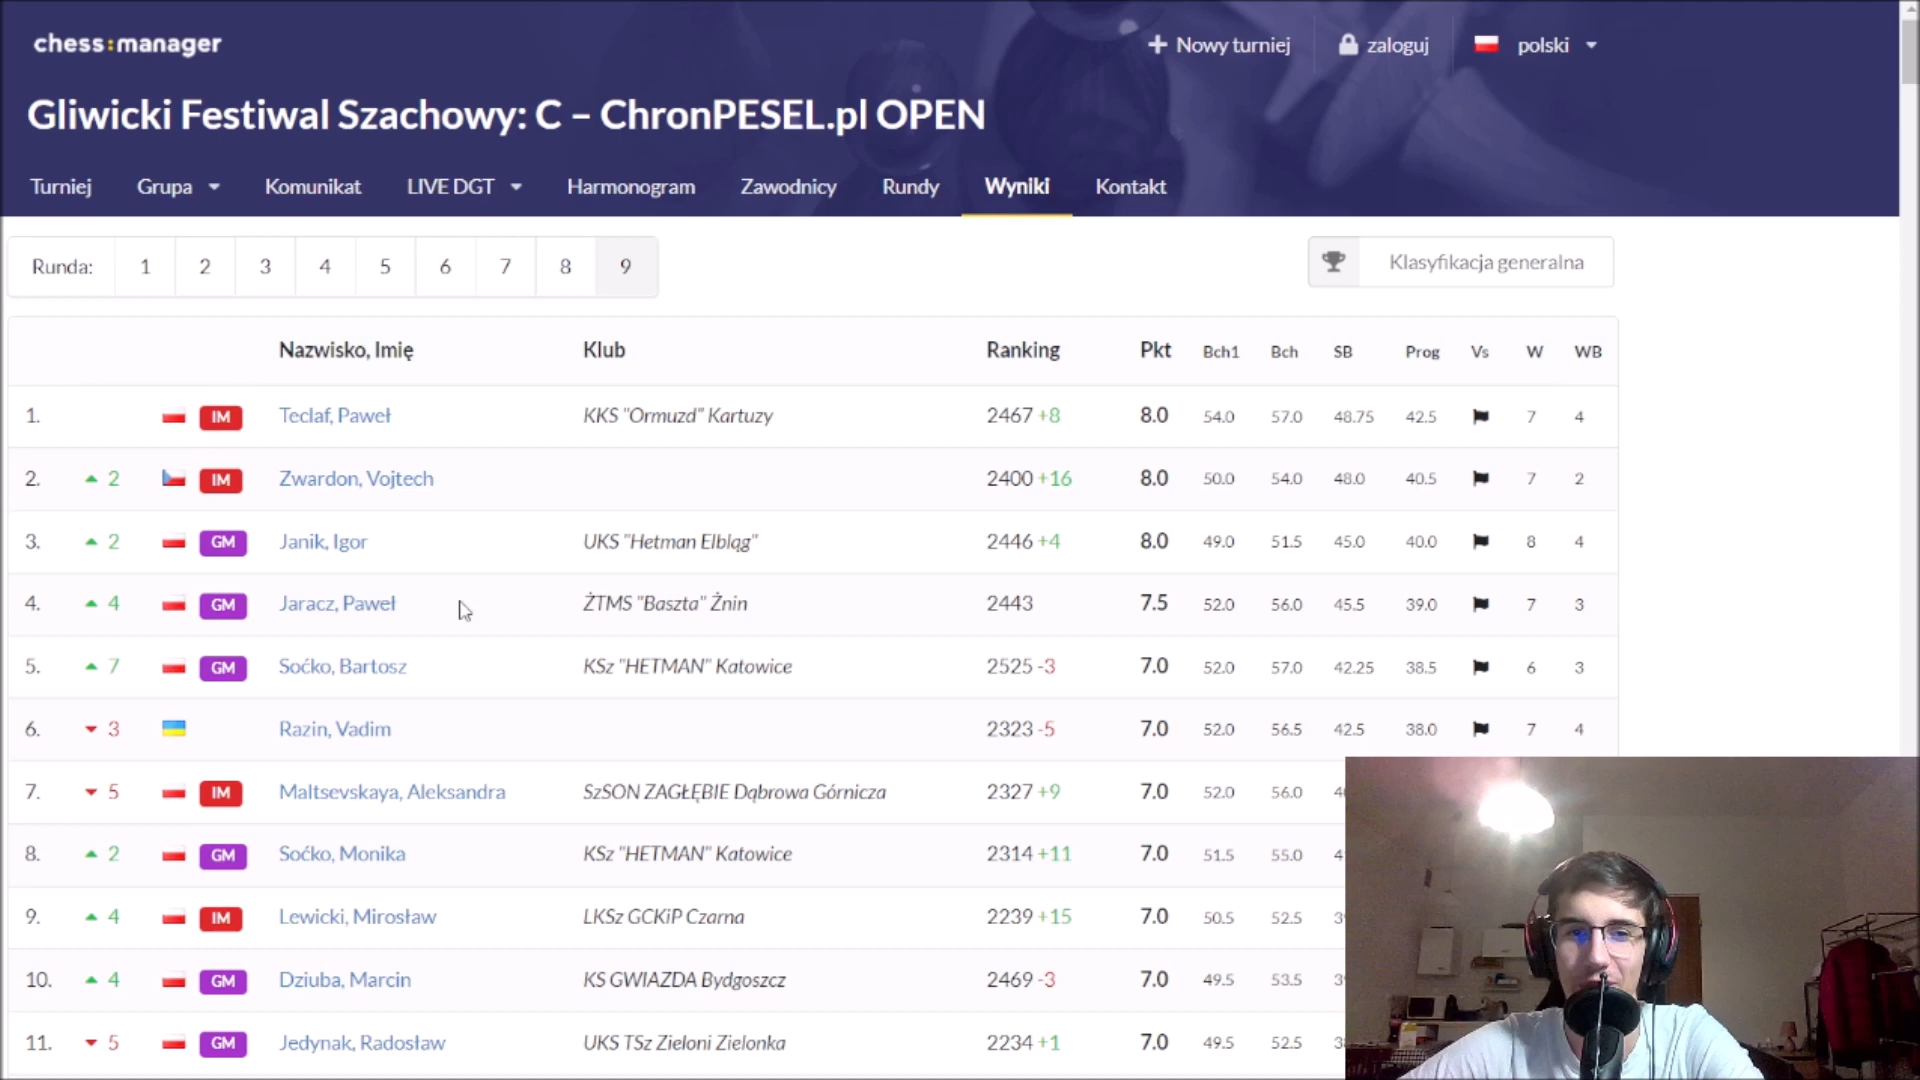 chess:manager
+ Nowy turniej zaloguj polski
Gliwicki Festiwal Szachowy: C – ChronPESEL.pl OPEN
Turniej Grupa Komunikat LIVE DGT Harmonogram Zawodnicy Rundy Wyniki Kontakt
Runda: 1 2 3 4 5 6 7 8 9 Klasyfikacja generalna
Nazwisko, Imię Klub Ranking Pkt Bch1 Bch SB Prog Vs W WB
1. IM Teclaf, Paweł KKS "Ormuzd" Kartuzy 2467 +8 8.0 54.0 57.0 48.75 42.5 7 4
2. 2 IM Zwardon, Vojtech 2400 +16 8.0 50.0 54.0 48.0 40.5 7 2
3. 2 GM Janik, Igor UKS "Hetman Elbląg" 2446 +4 8.0 49.0 51.5 45.0 40.0 8 4
4. 4 GM Jaracz, Paweł ŻTMS "Baszta" Żnin 2443 7.5 52.0 56.0 45.5 39.0 7 3
5. 7 GM Soćko, Bartosz KSz "HETMAN" Katowice 2525 -3 7.0 52.0 57.0 42.25 38.5 6 3
6. 3 Razin, Vadim 2323 -5 7.0 52.0 56.5 42.5 38.0 7 4
7. 5 IM Maltsevskaya, Aleksandra SzSON ZAGŁĘBIE Dąbrowa Górnicza 2327 +9 7.0 52.0 56.0
8. 2 GM Soćko, Monika KSz "HETMAN" Katowice 2314 +11 7.0 51.5 55.0
9. 4 IM Lewicki, Mirosław LKSz GCKiP Czarna 2239 +15 7.0 50.5 52.5
10. 4 GM Dziuba, Marcin KS GWIAZDA Bydgoszcz 2469 -3 7.0 49.5 53.5
11. 5 GM Jedynak, Radosław UKS TSz Zieloni Zielonka 2234 +1 7.0 49.5 52.5